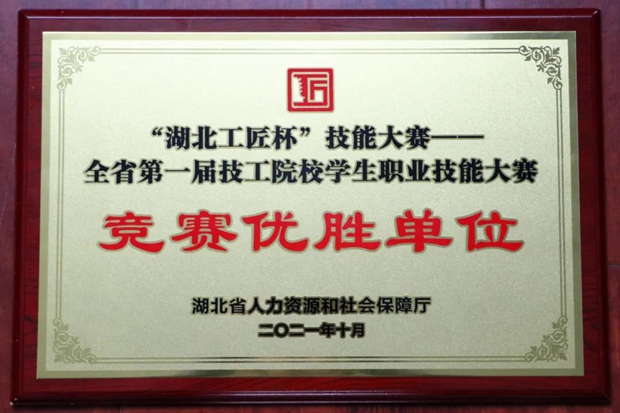 “湖北工匠杯”技能大赛——
全省第一届技工院校学生职业技能大赛
竞赛优胜单位
湖北省人力资源和社会保障厅
二〇二一年十月